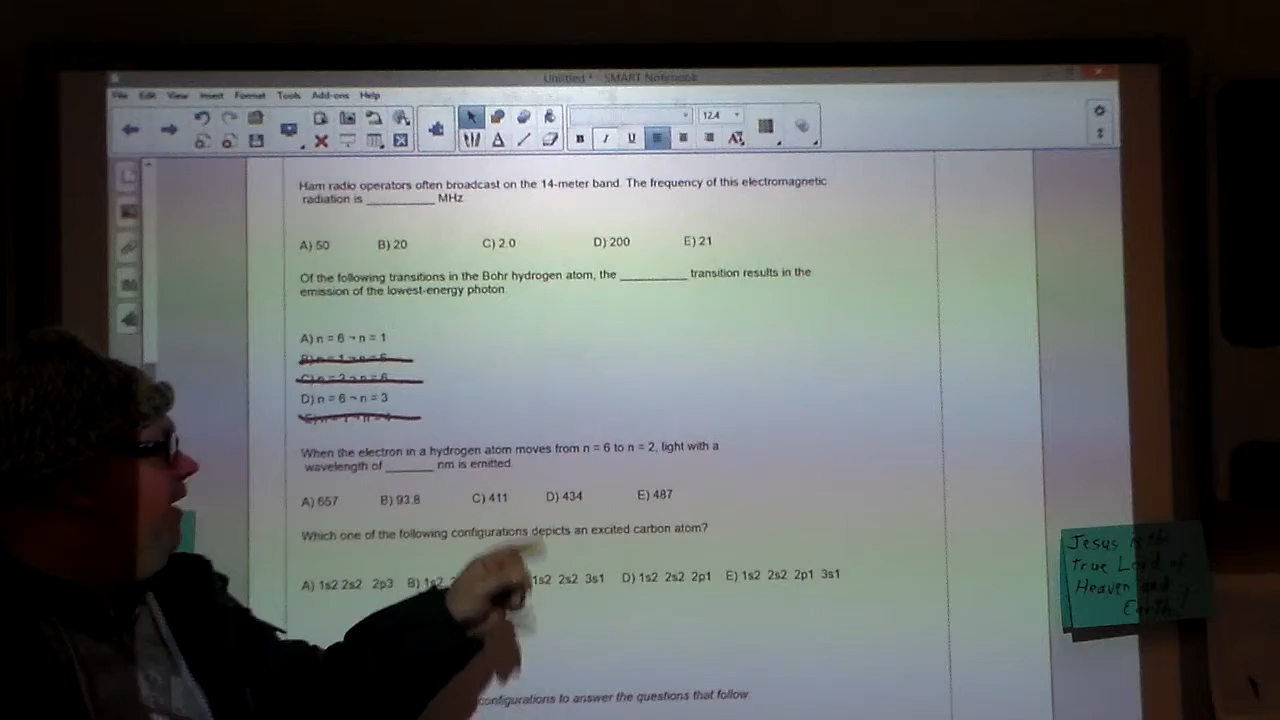 Untitled * - SMART Notebook
File Edit View Insert Format Tools Add-ons Help
12.4
B I U
Ham radio operators often broadcast on the 14-meter band. The frequency of this electromagnetic
radiation is __________ MHz.
A) 50 B) 20 C) 2.0 D) 200 E) 21
Of the following transitions in the Bohr hydrogen atom, the __________ transition results in the
emission of the lowest-energy photon.
A) n = 6 ¬ n = 1
B) n = 1 ¬ n = 6
D) n = 6 ¬ n = 3
When the electron in a hydrogen atom moves from n = 6 to n = 2, light with a
wavelength of _______ nm is emitted.
A) 657 B) 93.8 C) 411 D) 434 E) 487
Which one of the following configurations depicts an excited carbon atom?
A) 1s2 2s2 2p3 B) 1s2 1s2 2s2 3s1 D) 1s2 2s2 2p1 E) 1s2 2s2 2p1 3s1
configurations to answer the questions that follow.
Jesus is the
true Lord of
Heaven and
Earth!